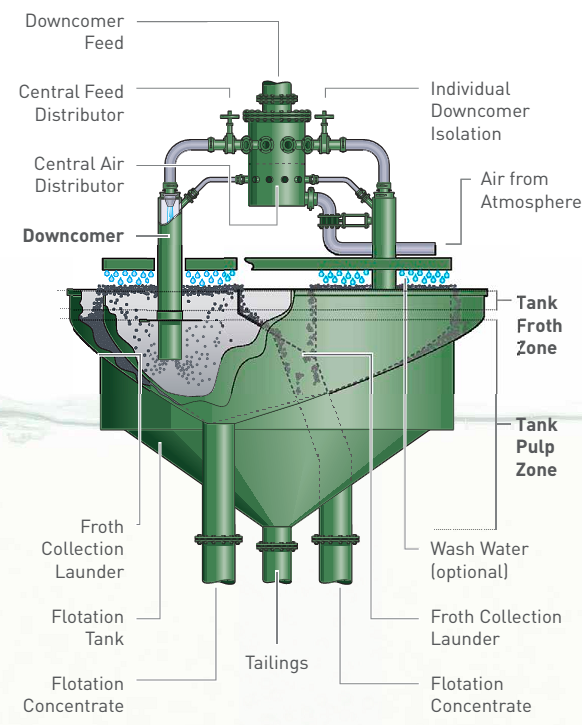 Downcomer
Feed
Central Feed
Distributor
Individual
Downcomer
Isolation
Central Air
Distributor
Air from
Atmosphere
Downcomer
Tank
Froth
Zone
Tank
Pulp
Zone
Froth
Collection
Launder
Wash Water
(optional)
Flotation
Tank
Froth Collection
Launder
Tailings
Flotation
Concentrate
Flotation
Concentrate